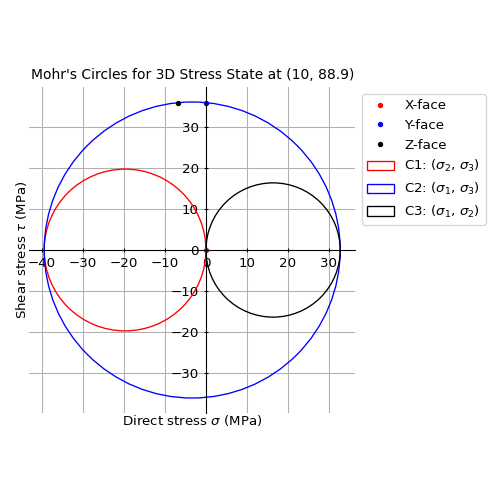 Mohr's Circles for 3D Stress State at (10, 88.9)
X-face
Y-face
Z-face
C1: (σ₂, σ₃)
C2: (σ₁, σ₃)
C3: (σ₁, σ₂)
Shear stress τ (MPa)
30
20
10
0
−10
−20
−30
−40 −30 −20 −10 0 10 20 30
Direct stress σ (MPa)